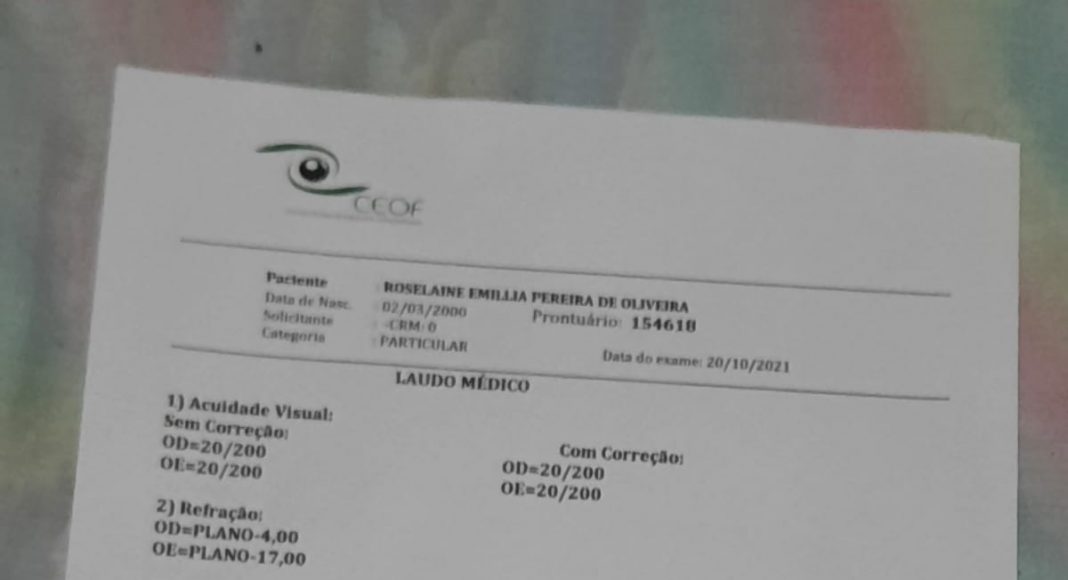 CEOF
Paciente : ROSELAINE EMILLIA PEREIRA DE OLIVEIRA
Data de Nasc. : 02/03/2000 Prontuário: 154618
Solicitante : -CRM: 0
Categoria : PARTICULAR Data do exame: 20/10/2021
LAUDO MÉDICO
1) Acuidade Visual:
Sem Correção: Com Correção:
OD=20/200 OD=20/200
OE=20/200 OE=20/200
2) Refração:
OD=PLANO-4,00
OE=PLANO-17,00